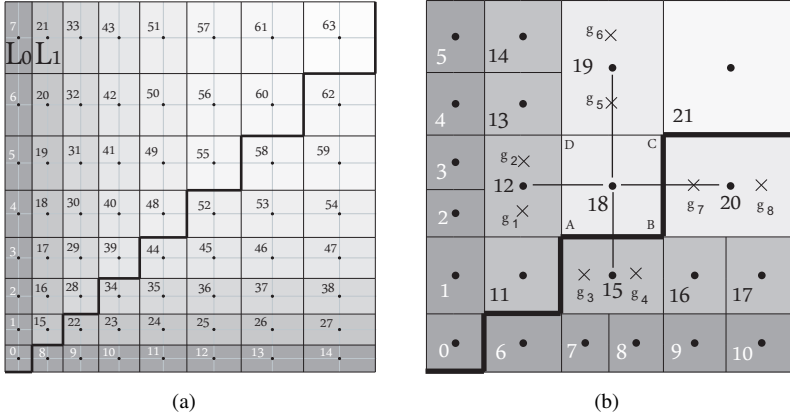 7 21 33 43 51 57 61 63
L0 L1
6 20 32 42 50 56 60 62
5 19 31 41 49 55 58 59
4 18 30 40 48 52 53 54
3 17 29 39 44 45 46 47
2 16 28 34 35 36 37 38
1 15 22 23 24 25 26 27
0 8 9 10 11 12 13 14
(a)
5 14 g6 19 21
4 13 g5
3 g2 D C
12 18 g7 20 g8
2 g1 A B
1 11 g3 15 g4 16 17
0 6 7 8 9 10
(b)